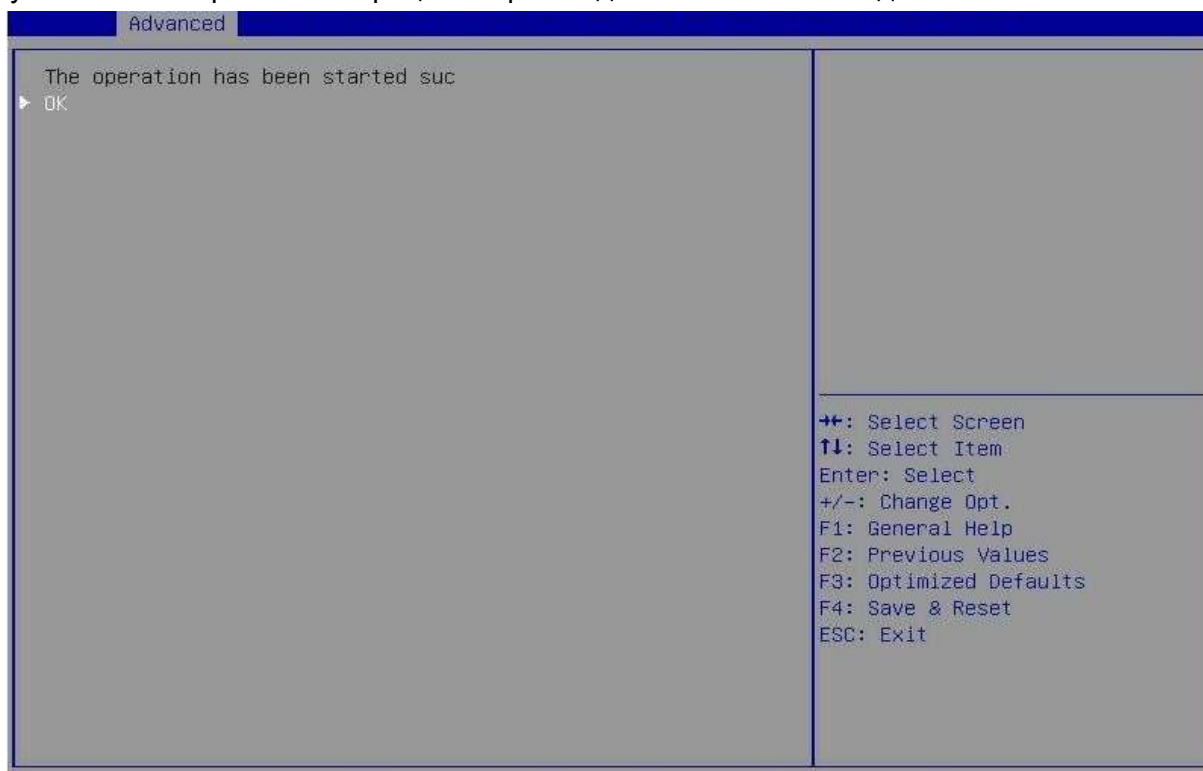 Advanced
The operation has been started suc
OK
→←: Select Screen
↑↓: Select Item
Enter: Select
+/-: Change Opt.
F1: General Help
F2: Previous Values
F3: Optimized Defaults
F4: Save & Reset
ESC: Exit